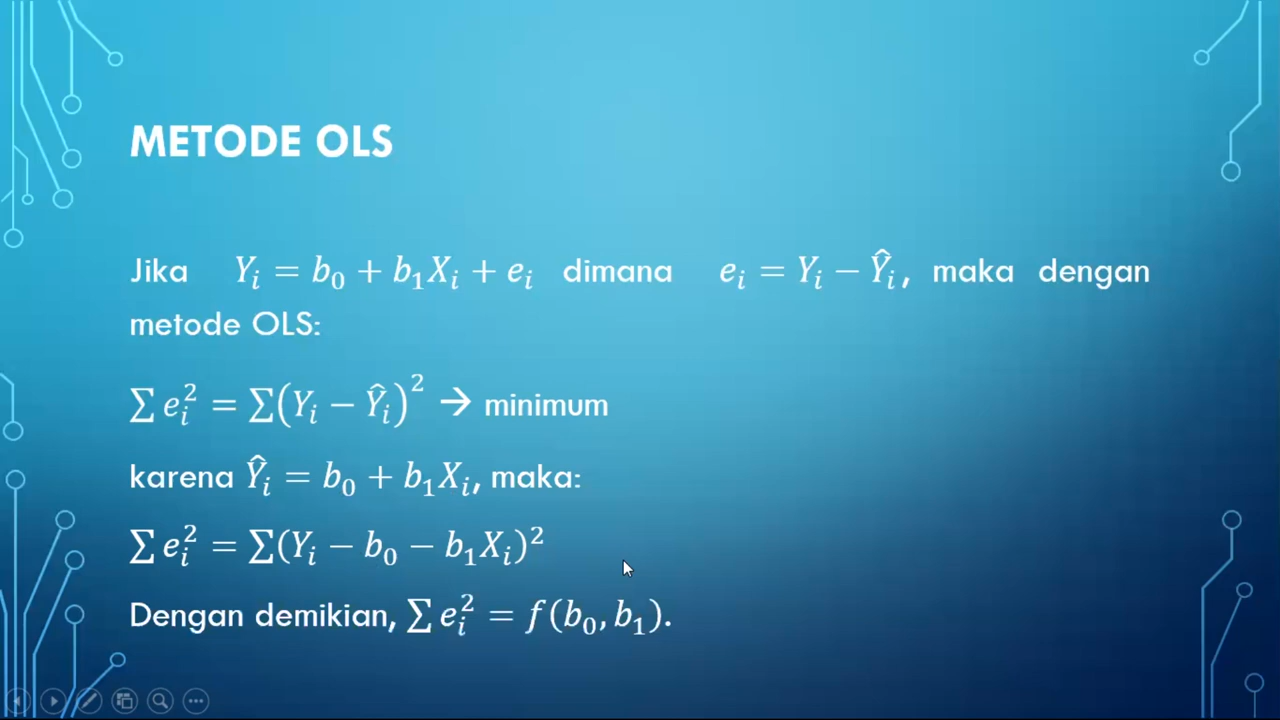 METODE OLS
Jika Yᵢ = b₀ + b₁Xᵢ + eᵢ dimana eᵢ = Yᵢ − Ŷᵢ, maka dengan
metode OLS:
∑ eᵢ² = ∑(Yᵢ − Ŷᵢ)² → minimum
karena Ŷᵢ = b₀ + b₁Xᵢ, maka:
∑ eᵢ² = ∑(Yᵢ − b₀ − b₁Xᵢ)²
Dengan demikian, ∑ eᵢ² = f(b₀, b₁).